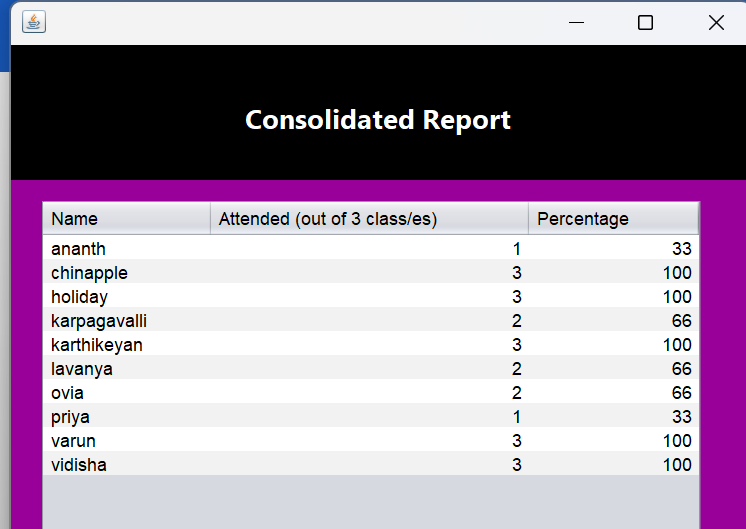 Consolidated Report
Name Attended (out of 3 class/es) Percentage
ananth 1 33
chinapple 3 100
holiday 3 100
karpagavalli 2 66
karthikeyan 3 100
lavanya 2 66
ovia 2 66
priya 1 33
varun 3 100
vidisha 3 100